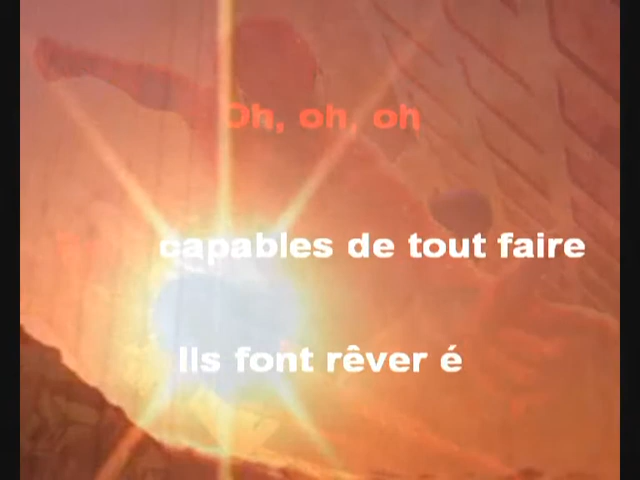 Oh, oh, oh
capables de tout faire
Ils font rêver é